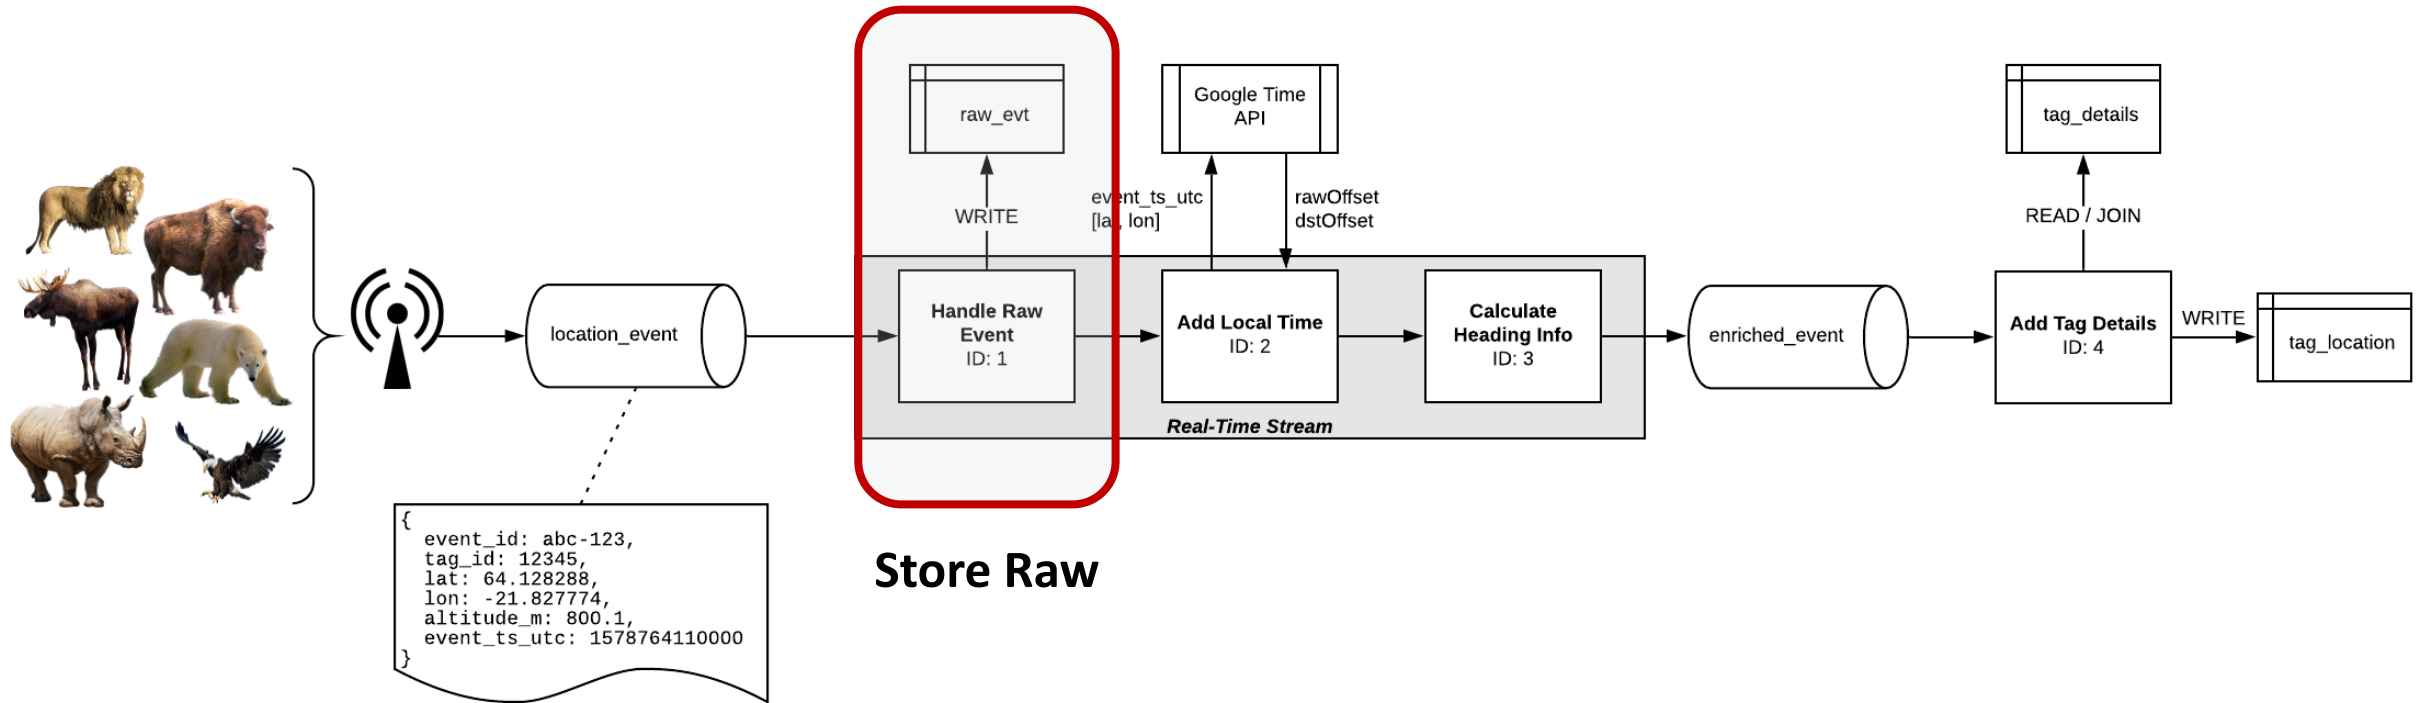 raw_evt
Google Time
API
tag_details
WRITE
event_ts_utc
[lat, lon]
rawOffset
dstOffset
READ / JOIN
location_event
Handle Raw
Event
ID: 1
Add Local Time
ID: 2
Calculate
Heading Info
ID: 3
enriched_event
Add Tag Details
ID: 4
WRITE
tag_location
Real-Time Stream
{
event_id: abc-123,
tag_id: 12345,
lat: 64.128288,
lon: -21.827774,
altitude_m: 800.1,
event_ts_utc: 1578764110000
}
Store Raw